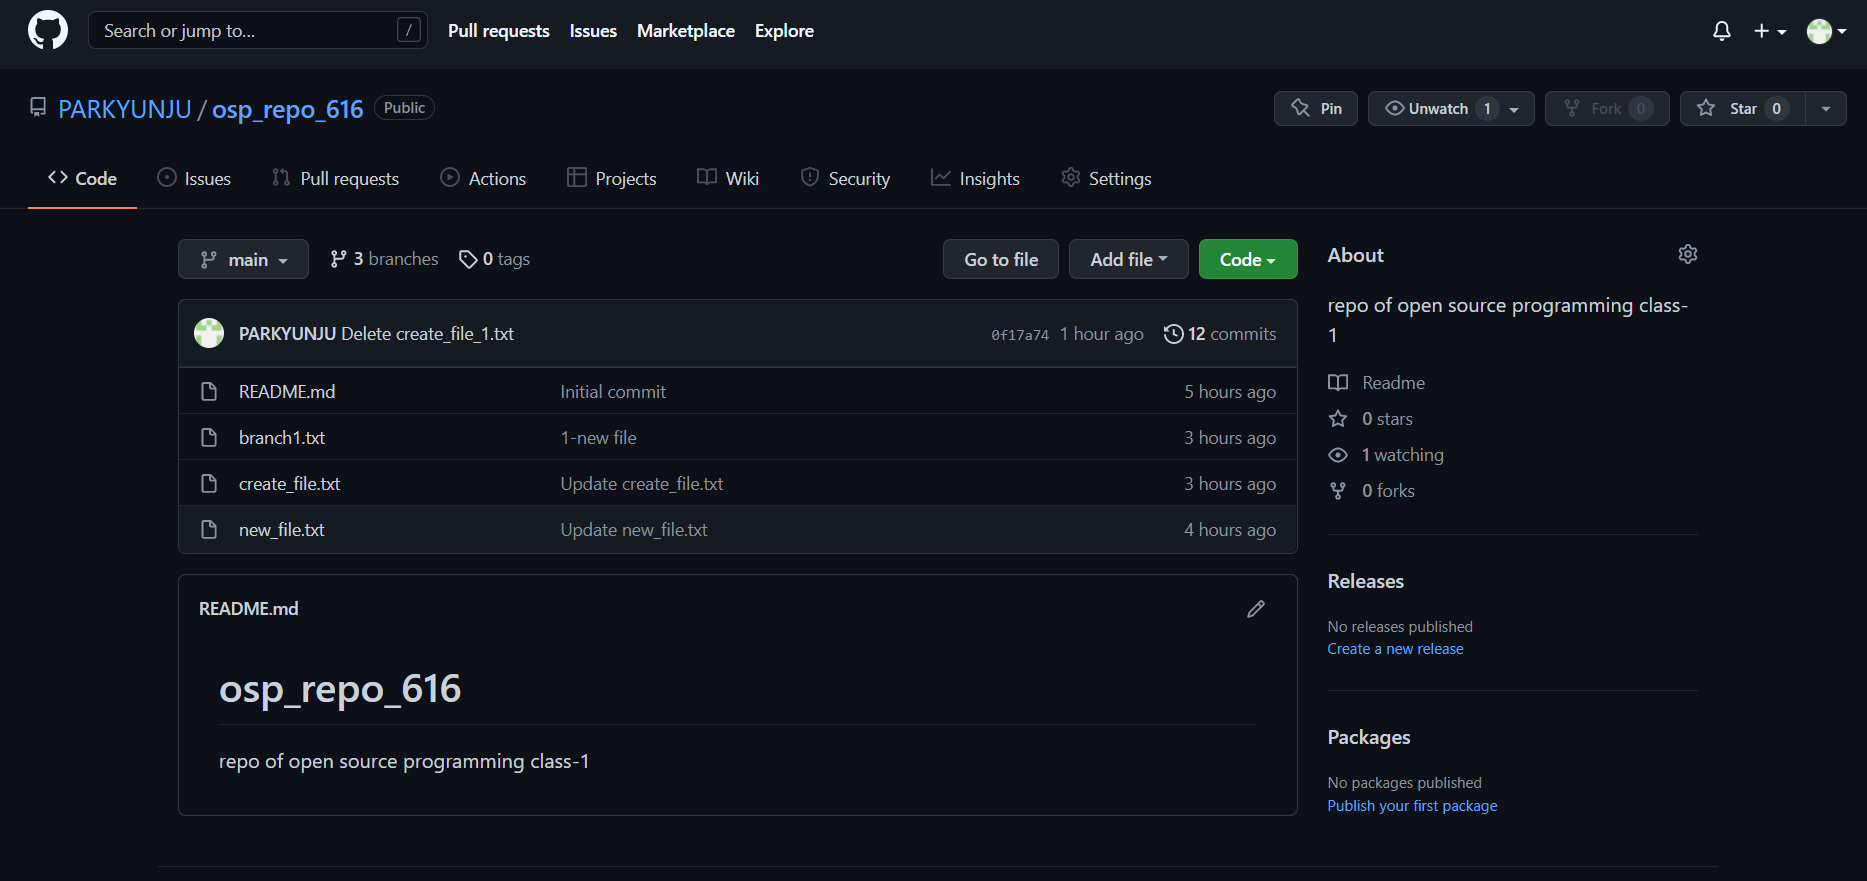 Search or jump to... /
Pull requests Issues Marketplace Explore
PARKYUNJU / osp_repo_616 Public
Pin Unwatch 1 Fork 0 Star 0
Code Issues Pull requests Actions Projects Wiki Security Insights Settings
main 3 branches 0 tags Go to file Add file Code
PARKYUNJU Delete create_file_1.txt 0f17a74 1 hour ago 12 commits
README.md Initial commit 5 hours ago
branch1.txt 1-new file 3 hours ago
create_file.txt Update create_file.txt 3 hours ago
new_file.txt Update new_file.txt 4 hours ago
README.md
osp_repo_616
repo of open source programming class-1
About
repo of open source programming class-
1
Readme
0 stars
1 watching
0 forks
Releases
No releases published
Create a new release
Packages
No packages published
Publish your first package